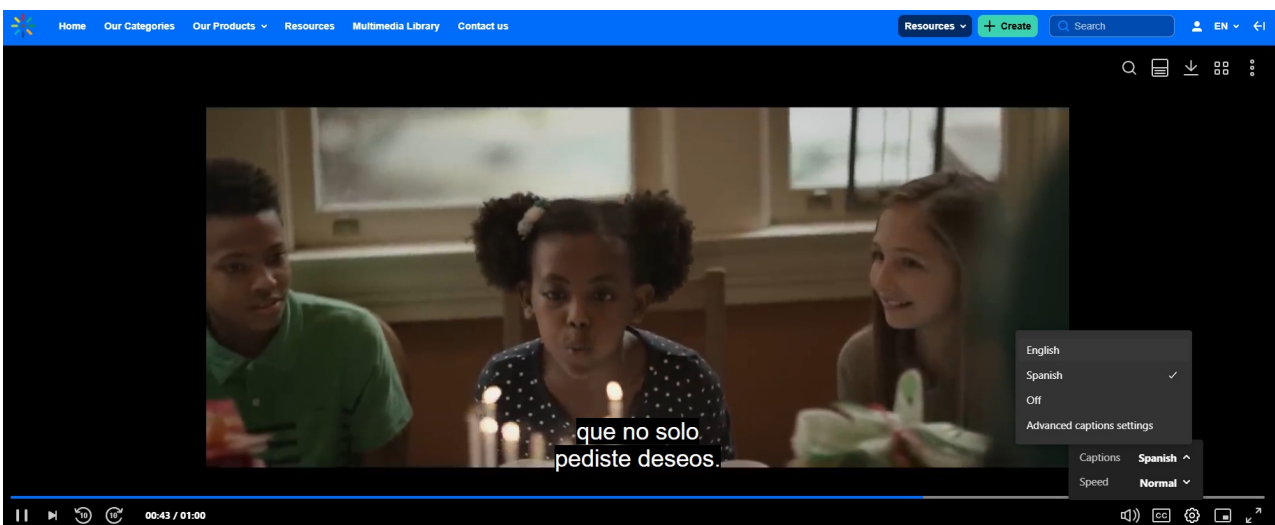 Home Our Categories Our Products Resources Multimedia Library Contact us Resources + Create Search EN
English
Spanish
Off
Advanced captions settings
que no solo
pediste deseos.
Captions Spanish
Speed Normal
10 10 00:43 / 01:00 CC